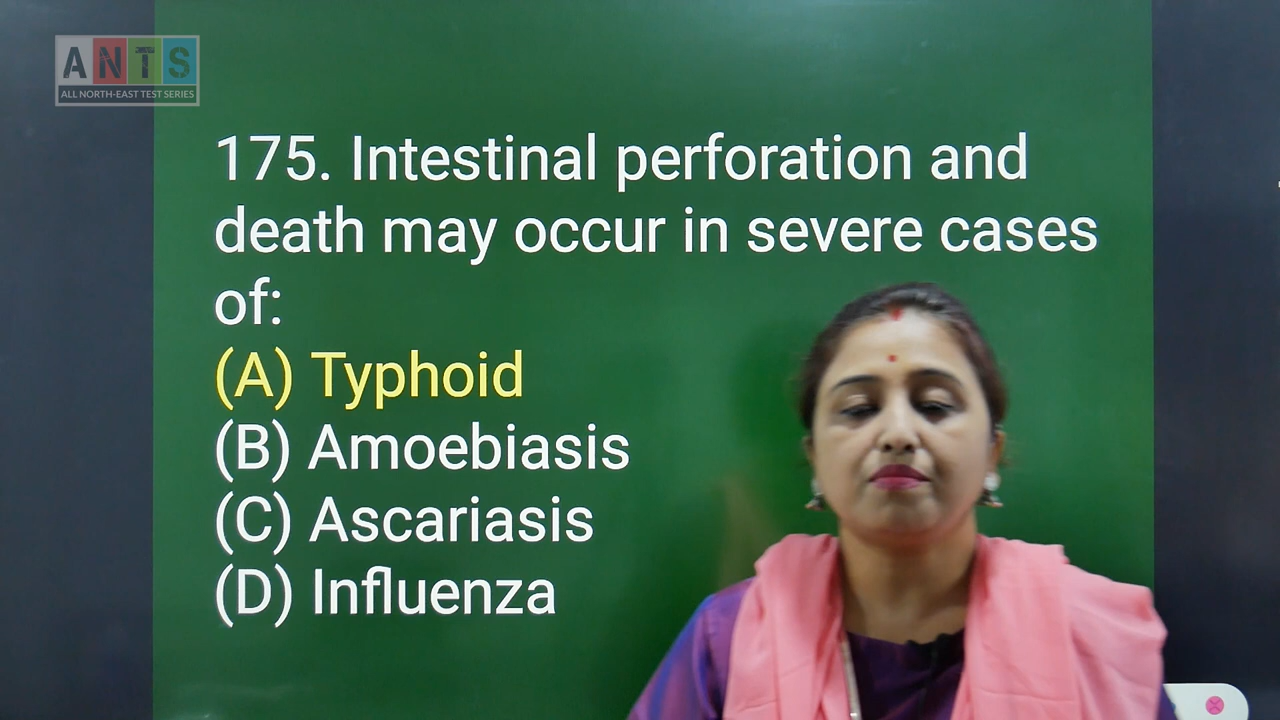 ANTS
ALL NORTH-EAST TEST SERIES
175. Intestinal perforation and
death may occur in severe cases
of:
(A) Typhoid
(B) Amoebiasis
(C) Ascariasis
(D) Influenza